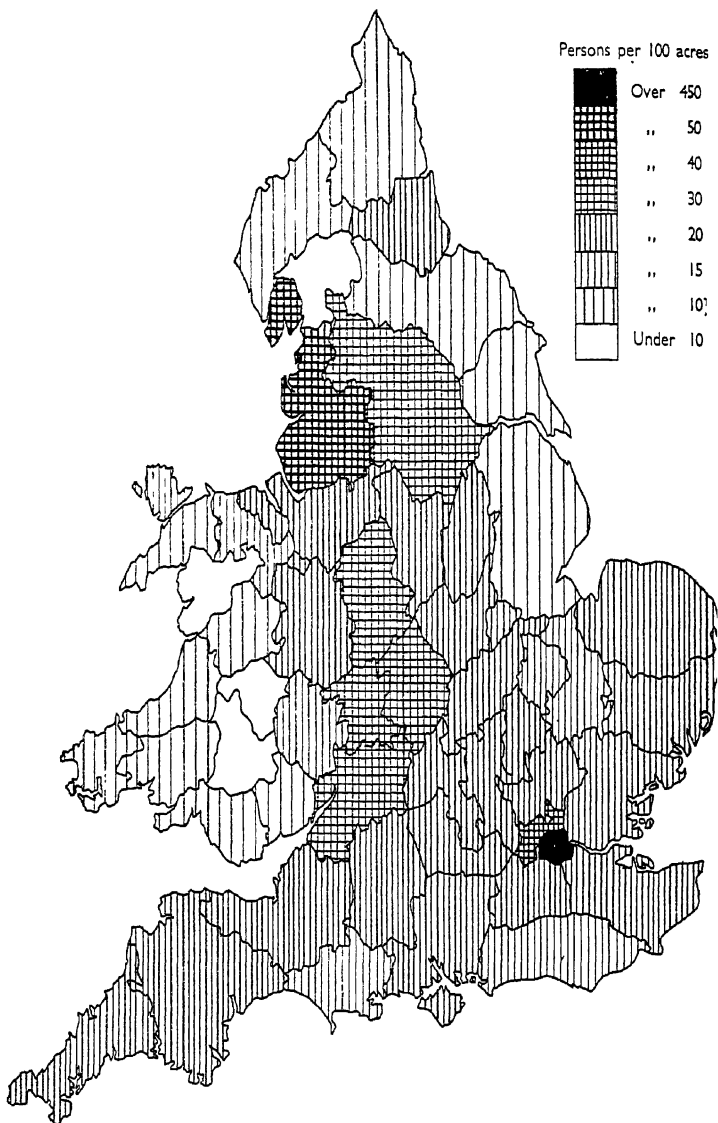 Persons per 100 acres
Over 450
,, 50
,, 40
,, 30
,, 20
,, 15
,, 10
Under 10